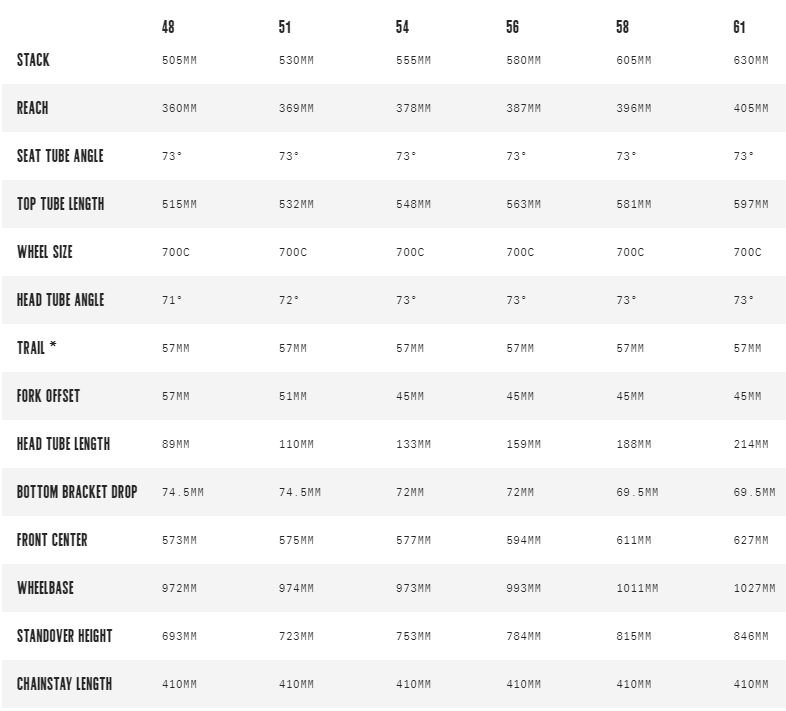 48 51 54 56 58 61
STACK 505MM 530MM 555MM 580MM 605MM 630MM
REACH 360MM 369MM 378MM 387MM 396MM 405MM
SEAT TUBE ANGLE 73° 73° 73° 73° 73° 73°
TOP TUBE LENGTH 515MM 532MM 548MM 563MM 581MM 597MM
WHEEL SIZE 700C 700C 700C 700C 700C 700C
HEAD TUBE ANGLE 71° 72° 73° 73° 73° 73°
TRAIL * 57MM 57MM 57MM 57MM 57MM 57MM
FORK OFFSET 57MM 51MM 45MM 45MM 45MM 45MM
HEAD TUBE LENGTH 89MM 110MM 133MM 159MM 188MM 214MM
BOTTOM BRACKET DROP 74.5MM 74.5MM 72MM 72MM 69.5MM 69.5MM
FRONT CENTER 573MM 575MM 577MM 594MM 611MM 627MM
WHEELBASE 972MM 974MM 973MM 993MM 1011MM 1027MM
STANDOVER HEIGHT 693MM 723MM 753MM 784MM 815MM 846MM
CHAINSTAY LENGTH 410MM 410MM 410MM 410MM 410MM 410MM